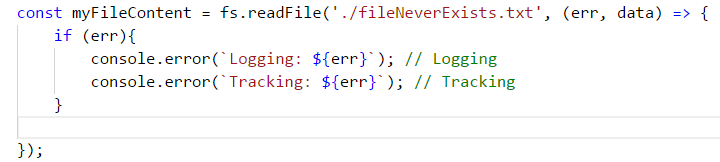 const myFileContent = fs.readFile('./fileNeverExists.txt', (err, data) => {
    if (err){
        console.error(`Logging: ${err}`); // Logging
        console.error(`Tracking: ${err}`); // Tracking
    }
});